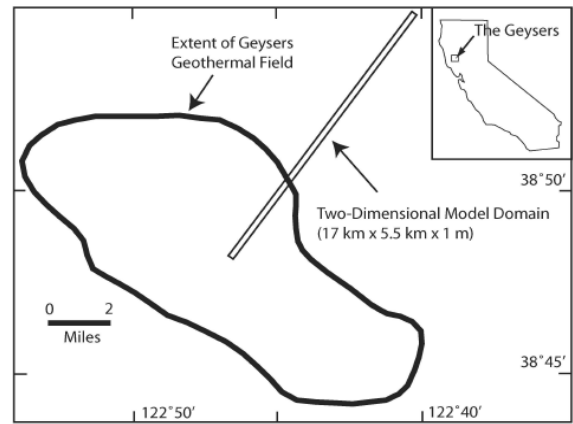 Extent of Geysers
Geothermal Field
The Geysers
38˚50′
Two-Dimensional Model Domain
(17 km x 5.5 km x 1 m)
0 2
Miles
38˚45′
122˚50′
122˚40′